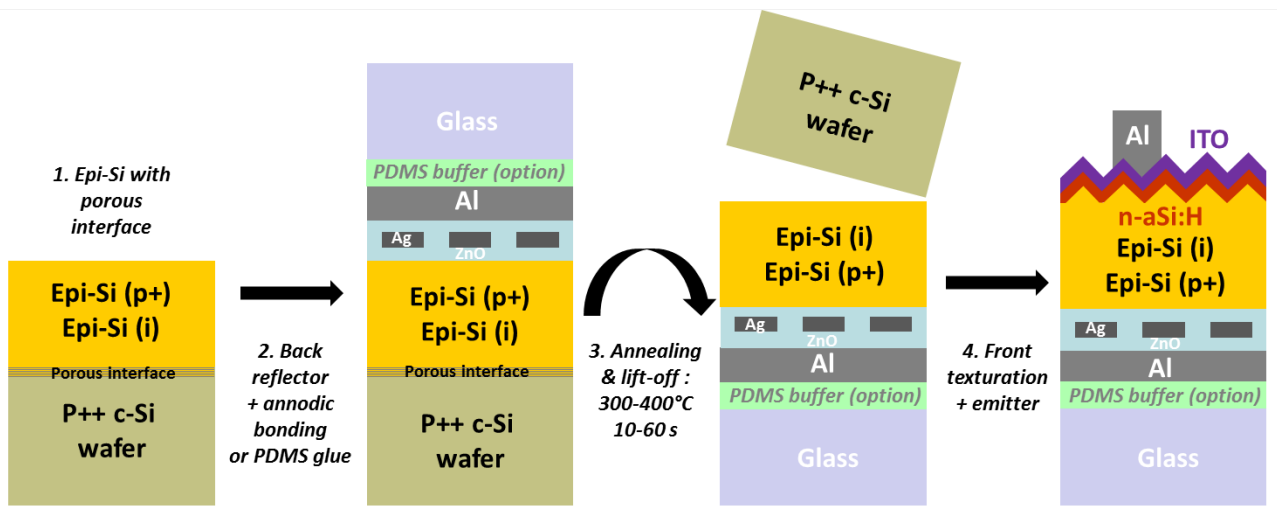 1. Epi-Si with
porous
interface
Epi-Si (p+)
Epi-Si (i)
Porous interface
P++ c-Si
wafer
2. Back
reflector
+ annodic
bonding
or PDMS glue
Glass
PDMS buffer (option)
Al
Ag
ZnO
Epi-Si (p+)
Epi-Si (i)
Porous interface
P++ c-Si
wafer
3. Annealing
& lift-off :
300-400°C
10-60 s
P++ c-Si
wafer
Epi-Si (i)
Epi-Si (p+)
Ag
ZnO
Al
PDMS buffer (option)
Glass
4. Front
texturation
+ emitter
Al
ITO
n-aSi:H
Epi-Si (i)
Epi-Si (p+)
Ag
ZnO
Al
PDMS buffer (option)
Glass